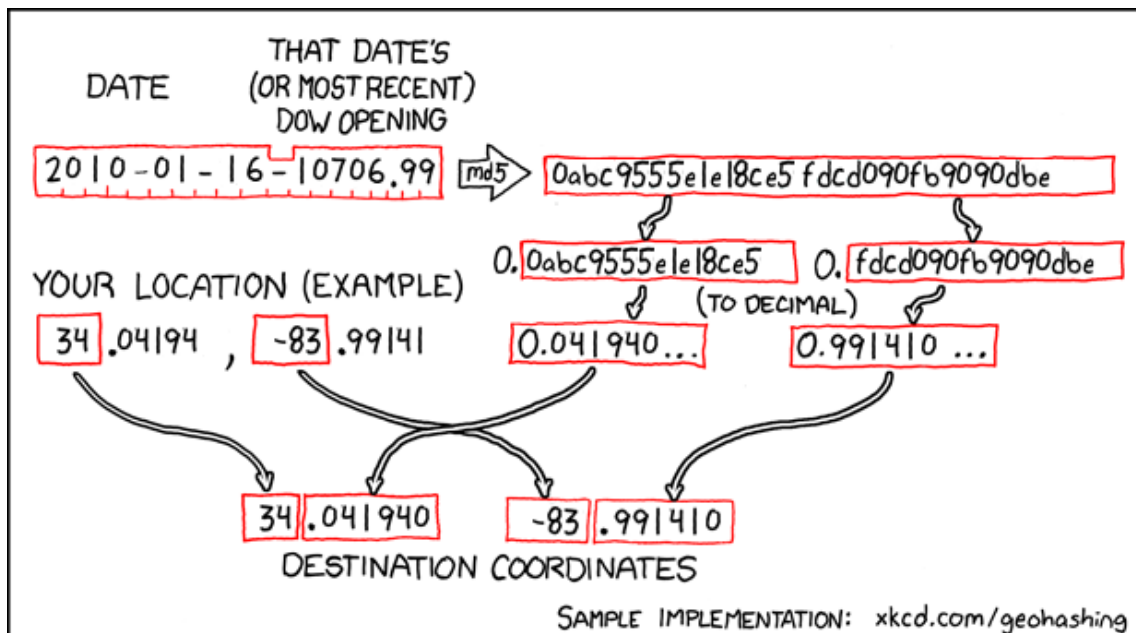 DATE
THAT DATE'S
(OR MOST RECENT)
DOW OPENING
2010-01-16-10706.99
md5
0abc9555e1e18ce5fdcd090fb9090dbe
0.0abc9555e1e18ce5
0.fdcd090fb9090dbe
YOUR LOCATION (EXAMPLE)
(TO DECIMAL)
34.04194, -83.99141
0.041940...
0.991410...
34.041940
-83.991410
DESTINATION COORDINATES
SAMPLE IMPLEMENTATION: xkcd.com/geohashing